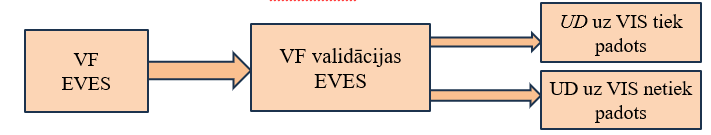 VF
EVES
VF validācijas
EVES
UD uz VIS tiek
padots
UD uz VIS netiek
padots